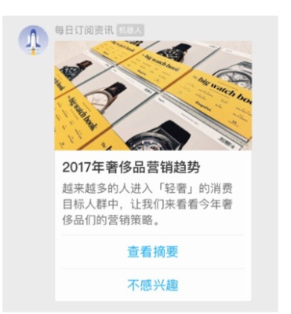 每日订阅资讯 机器人
big watch book
big watch book
big watch book
2017年奢侈品营销趋势
越来越多的人进入「轻奢」的消费
目标人群中，让我们来看看今年奢
侈品们的营销策略。
查看摘要
不感兴趣